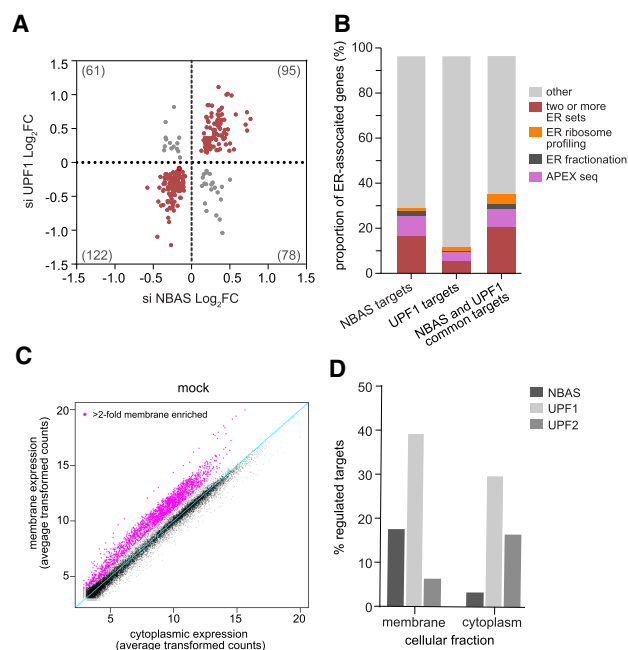 A
(61)
(95)
(122)
(78)
1.5
1.0
0.5
0
-0.5
-1.0
-1.5
-1.5
-1.0
-0.5
0.0
0.5
1.0
1.5
si UPF1 Log2FC
si NBAS Log2FC
B
proportion of ER-assocaited genes (%)
100
80
60
40
20
0
NBAS targets
UPF1 targets
NBAS and UPF1
common targets
other
two or more
ER sets
ER ribosome
profiling
ER fractionation
APEX seq
C
mock
>2-fold membrane enriched
membrane expression
(avegage transformed counts)
20
15
10
5
5
10
15
20
cytoplasmic expression
(average transformed counts)
D
% regulated targets
50
40
30
20
10
0
NBAS
UPF1
UPF2
membrane
cytoplasm
cellular fraction